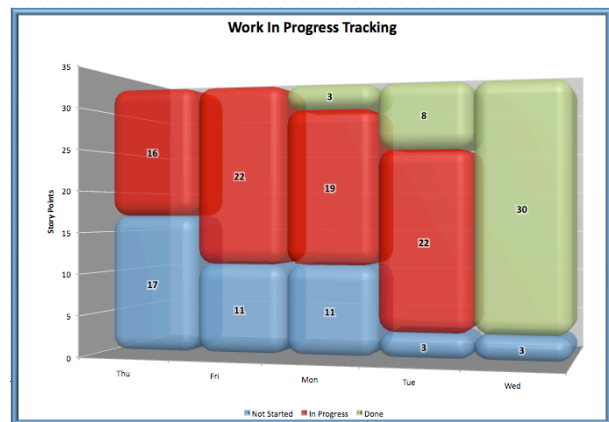 Work In Progress Tracking
35
30
25
20
15
10
5
0
Story Points
16
17
22
11
3
19
11
8
22
3
30
3
Thu
Fri
Mon
Tue
Wed
Not Started In Progress Done